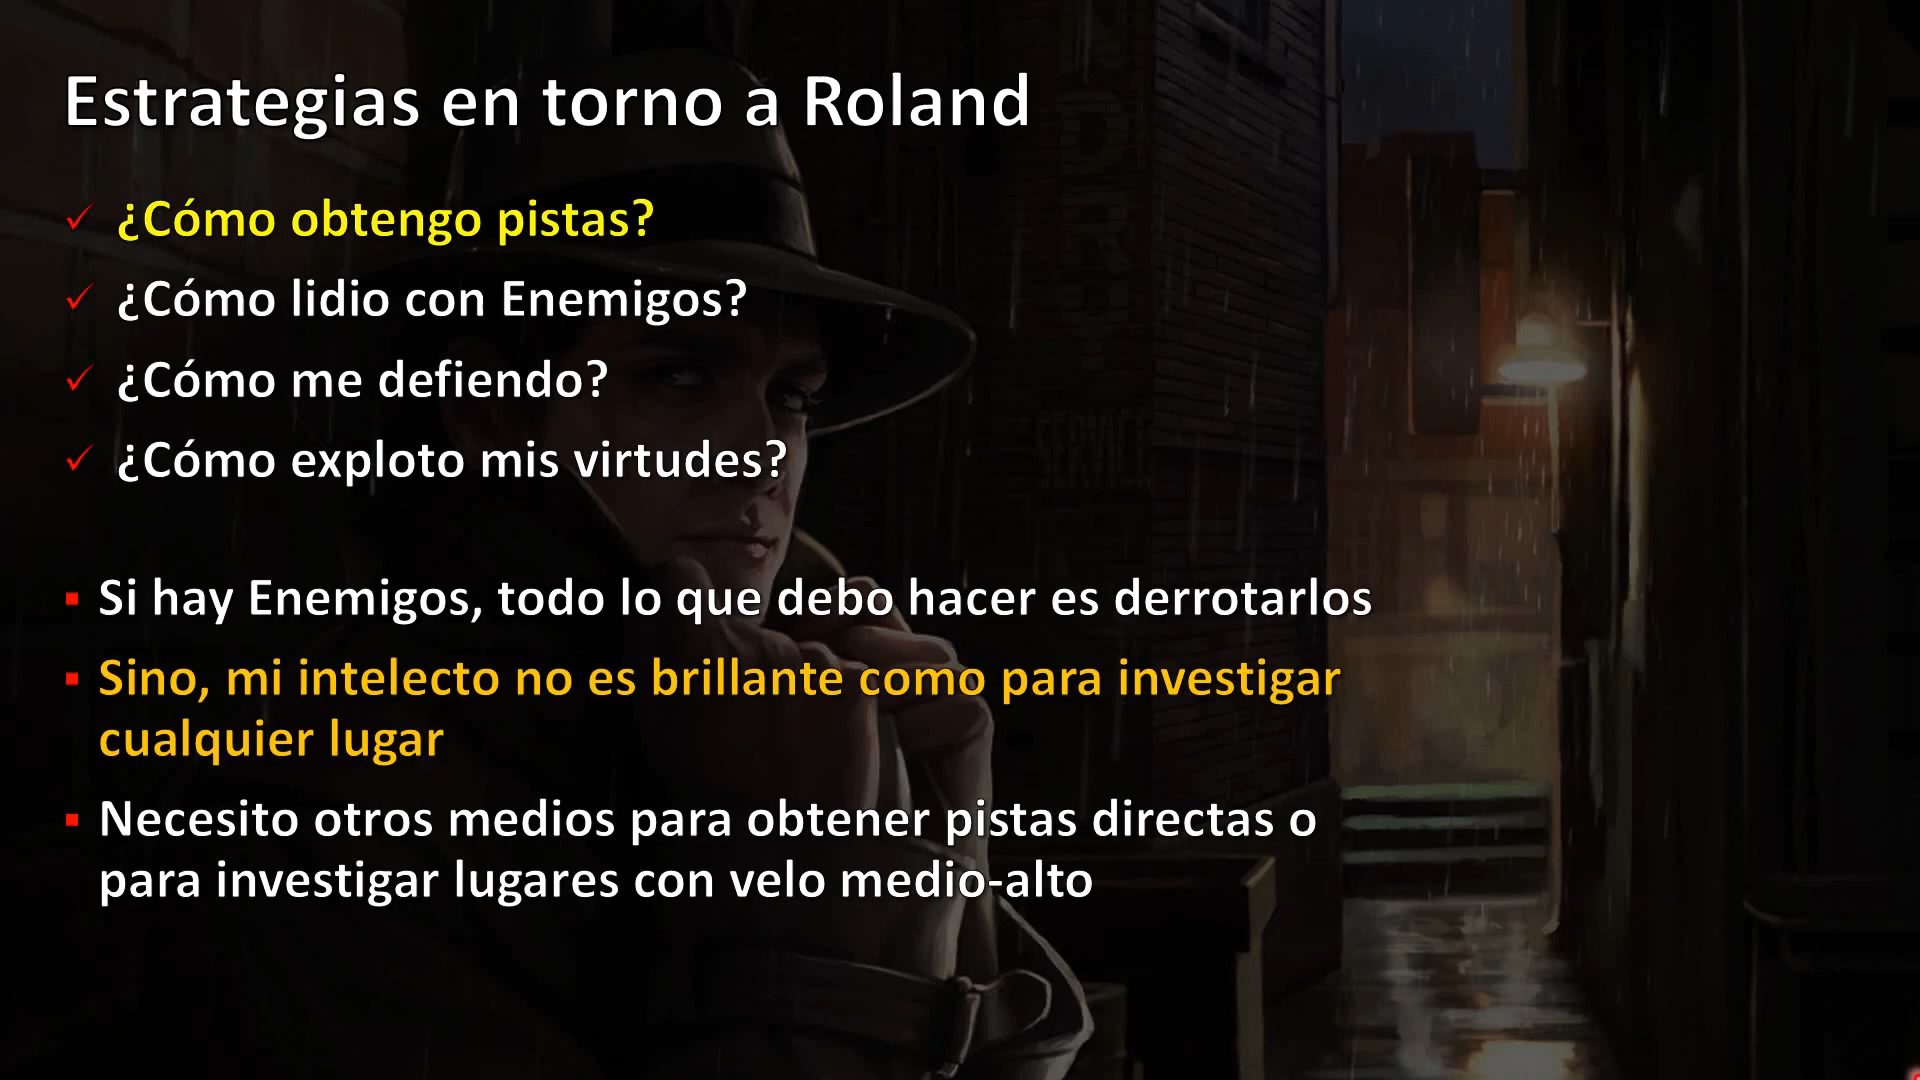 Estrategias en torno a Roland
¿Cómo obtengo pistas?
¿Cómo lidio con Enemigos?
¿Cómo me defiendo?
¿Cómo exploto mis virtudes?
Si hay Enemigos, todo lo que debo hacer es derrotarlos
Sino, mi intelecto no es brillante como para investigar
cualquier lugar
Necesito otros medios para obtener pistas directas o
para investigar lugares con velo medio-alto